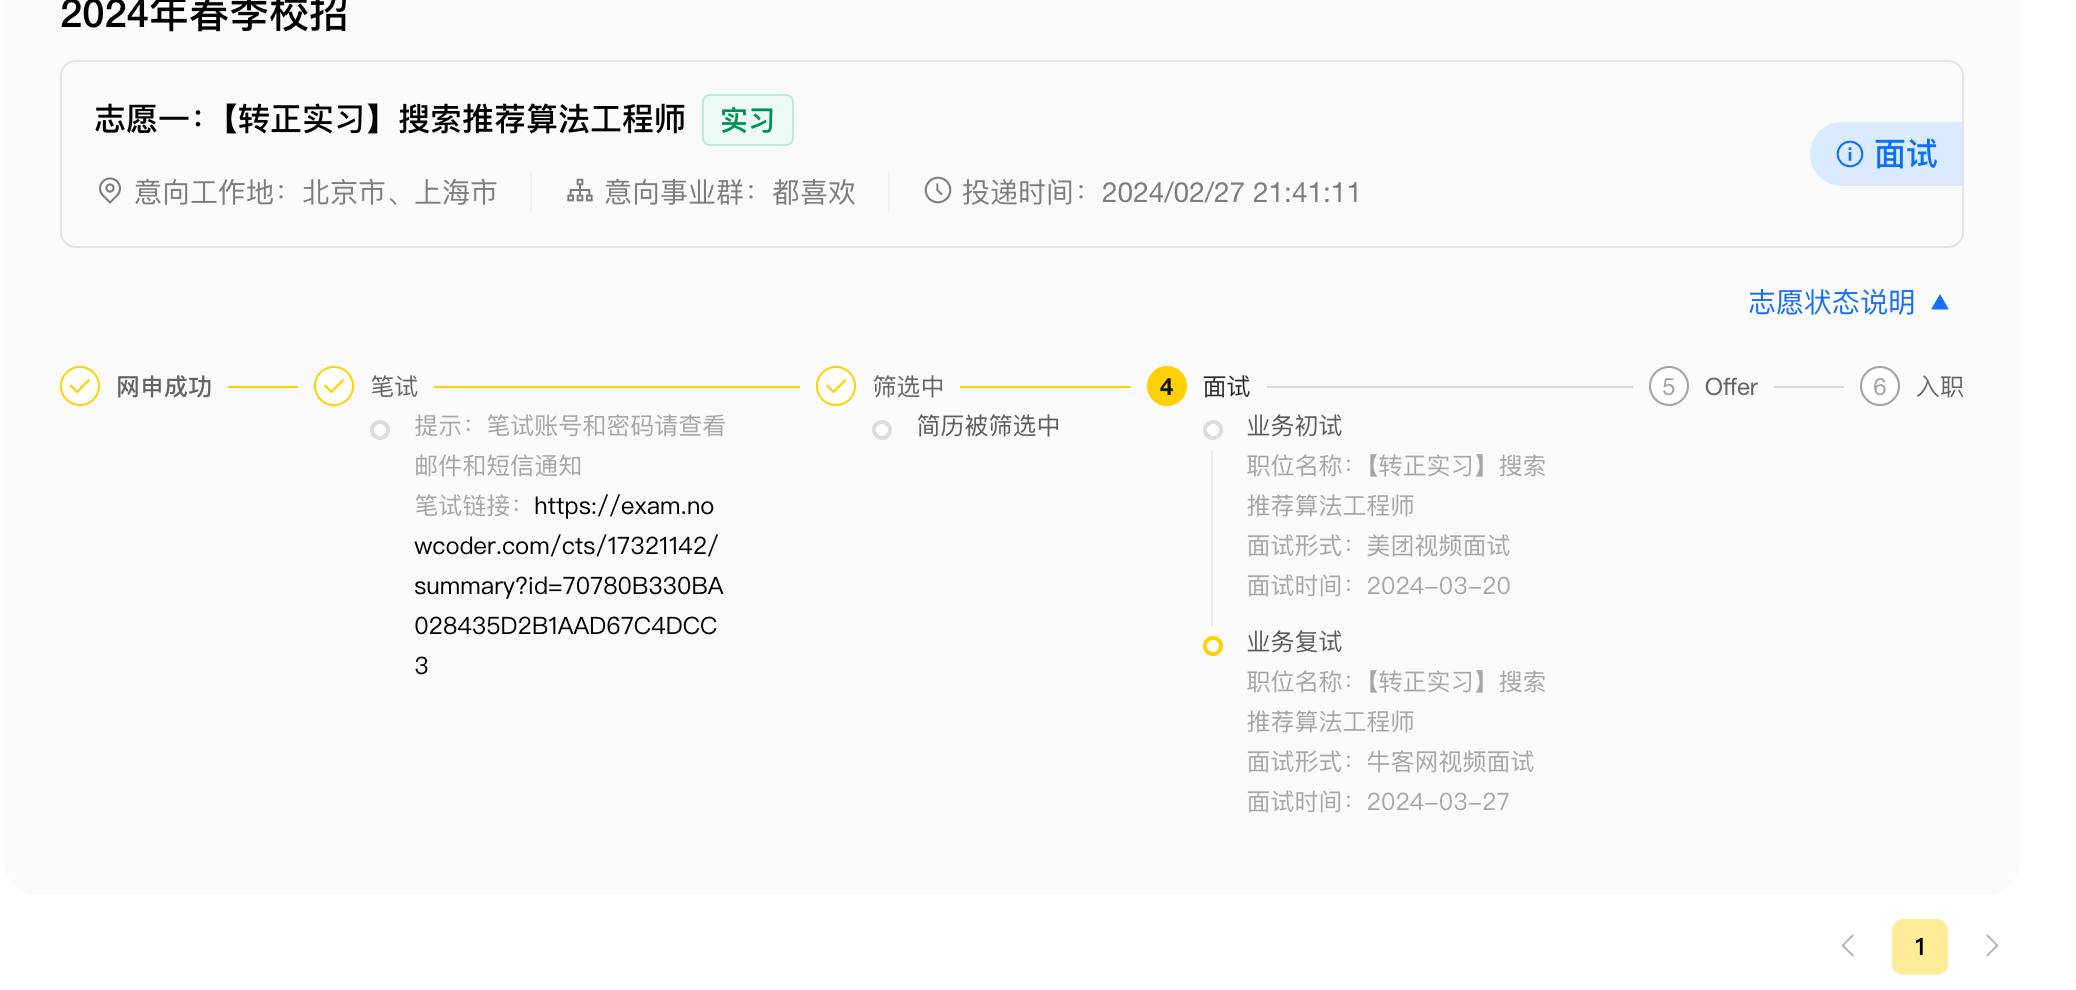 2024年春季校招
志愿一：【转正实习】搜索推荐算法工程师 实习
面试
意向工作地：北京市、上海市 意向事业群：都喜欢 投递时间：2024/02/27 21:41:11
志愿状态说明
网申成功 笔试 筛选中 4 面试 5 Offer 6 入职
提示：笔试账号和密码请查看
邮件和短信通知
笔试链接：https://exam.no
wcoder.com/cts/17321142/
summary?id=70780B330BA
028435D2B1AAD67C4DCC
3
简历被筛选中
业务初试
职位名称：【转正实习】搜索
推荐算法工程师
面试形式：美团视频面试
面试时间：2024-03-20
业务复试
职位名称：【转正实习】搜索
推荐算法工程师
面试形式：牛客网视频面试
面试时间：2024-03-27
1